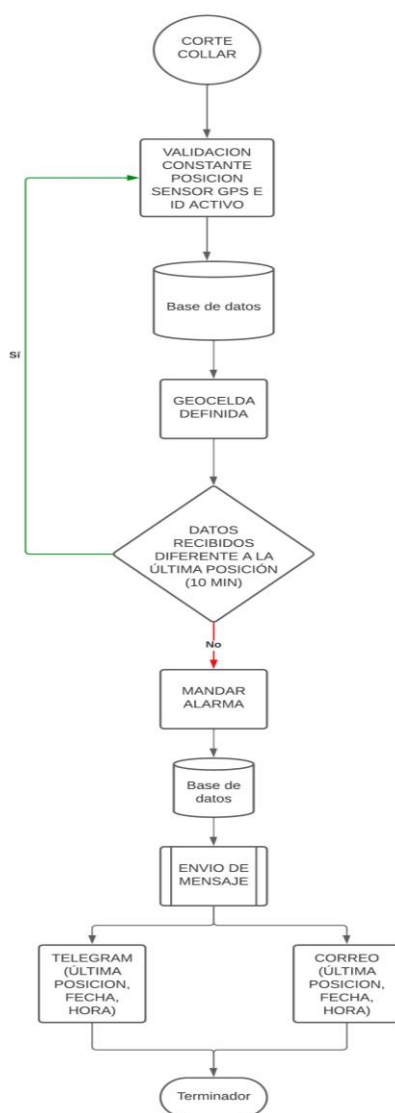 CORTE
COLLAR
VALIDACION
CONSTANTE
POSICION
SENSOR GPS E
ID ACTIVO
Base de datos
Sí
GEOCELDA
DEFINIDA
DATOS
RECIBIDOS
DIFERENTE A LA
ÚLTIMA POSICIÓN
(10 MIN)
No
MANDAR
ALARMA
Base de
datos
ENVIO DE
MENSAJE
TELEGRAM
(ÚLTIMA
POSICION,
FECHA,
HORA)
CORREO
(ÚLTIMA
POSICION,
FECHA,
HORA)
Terminador